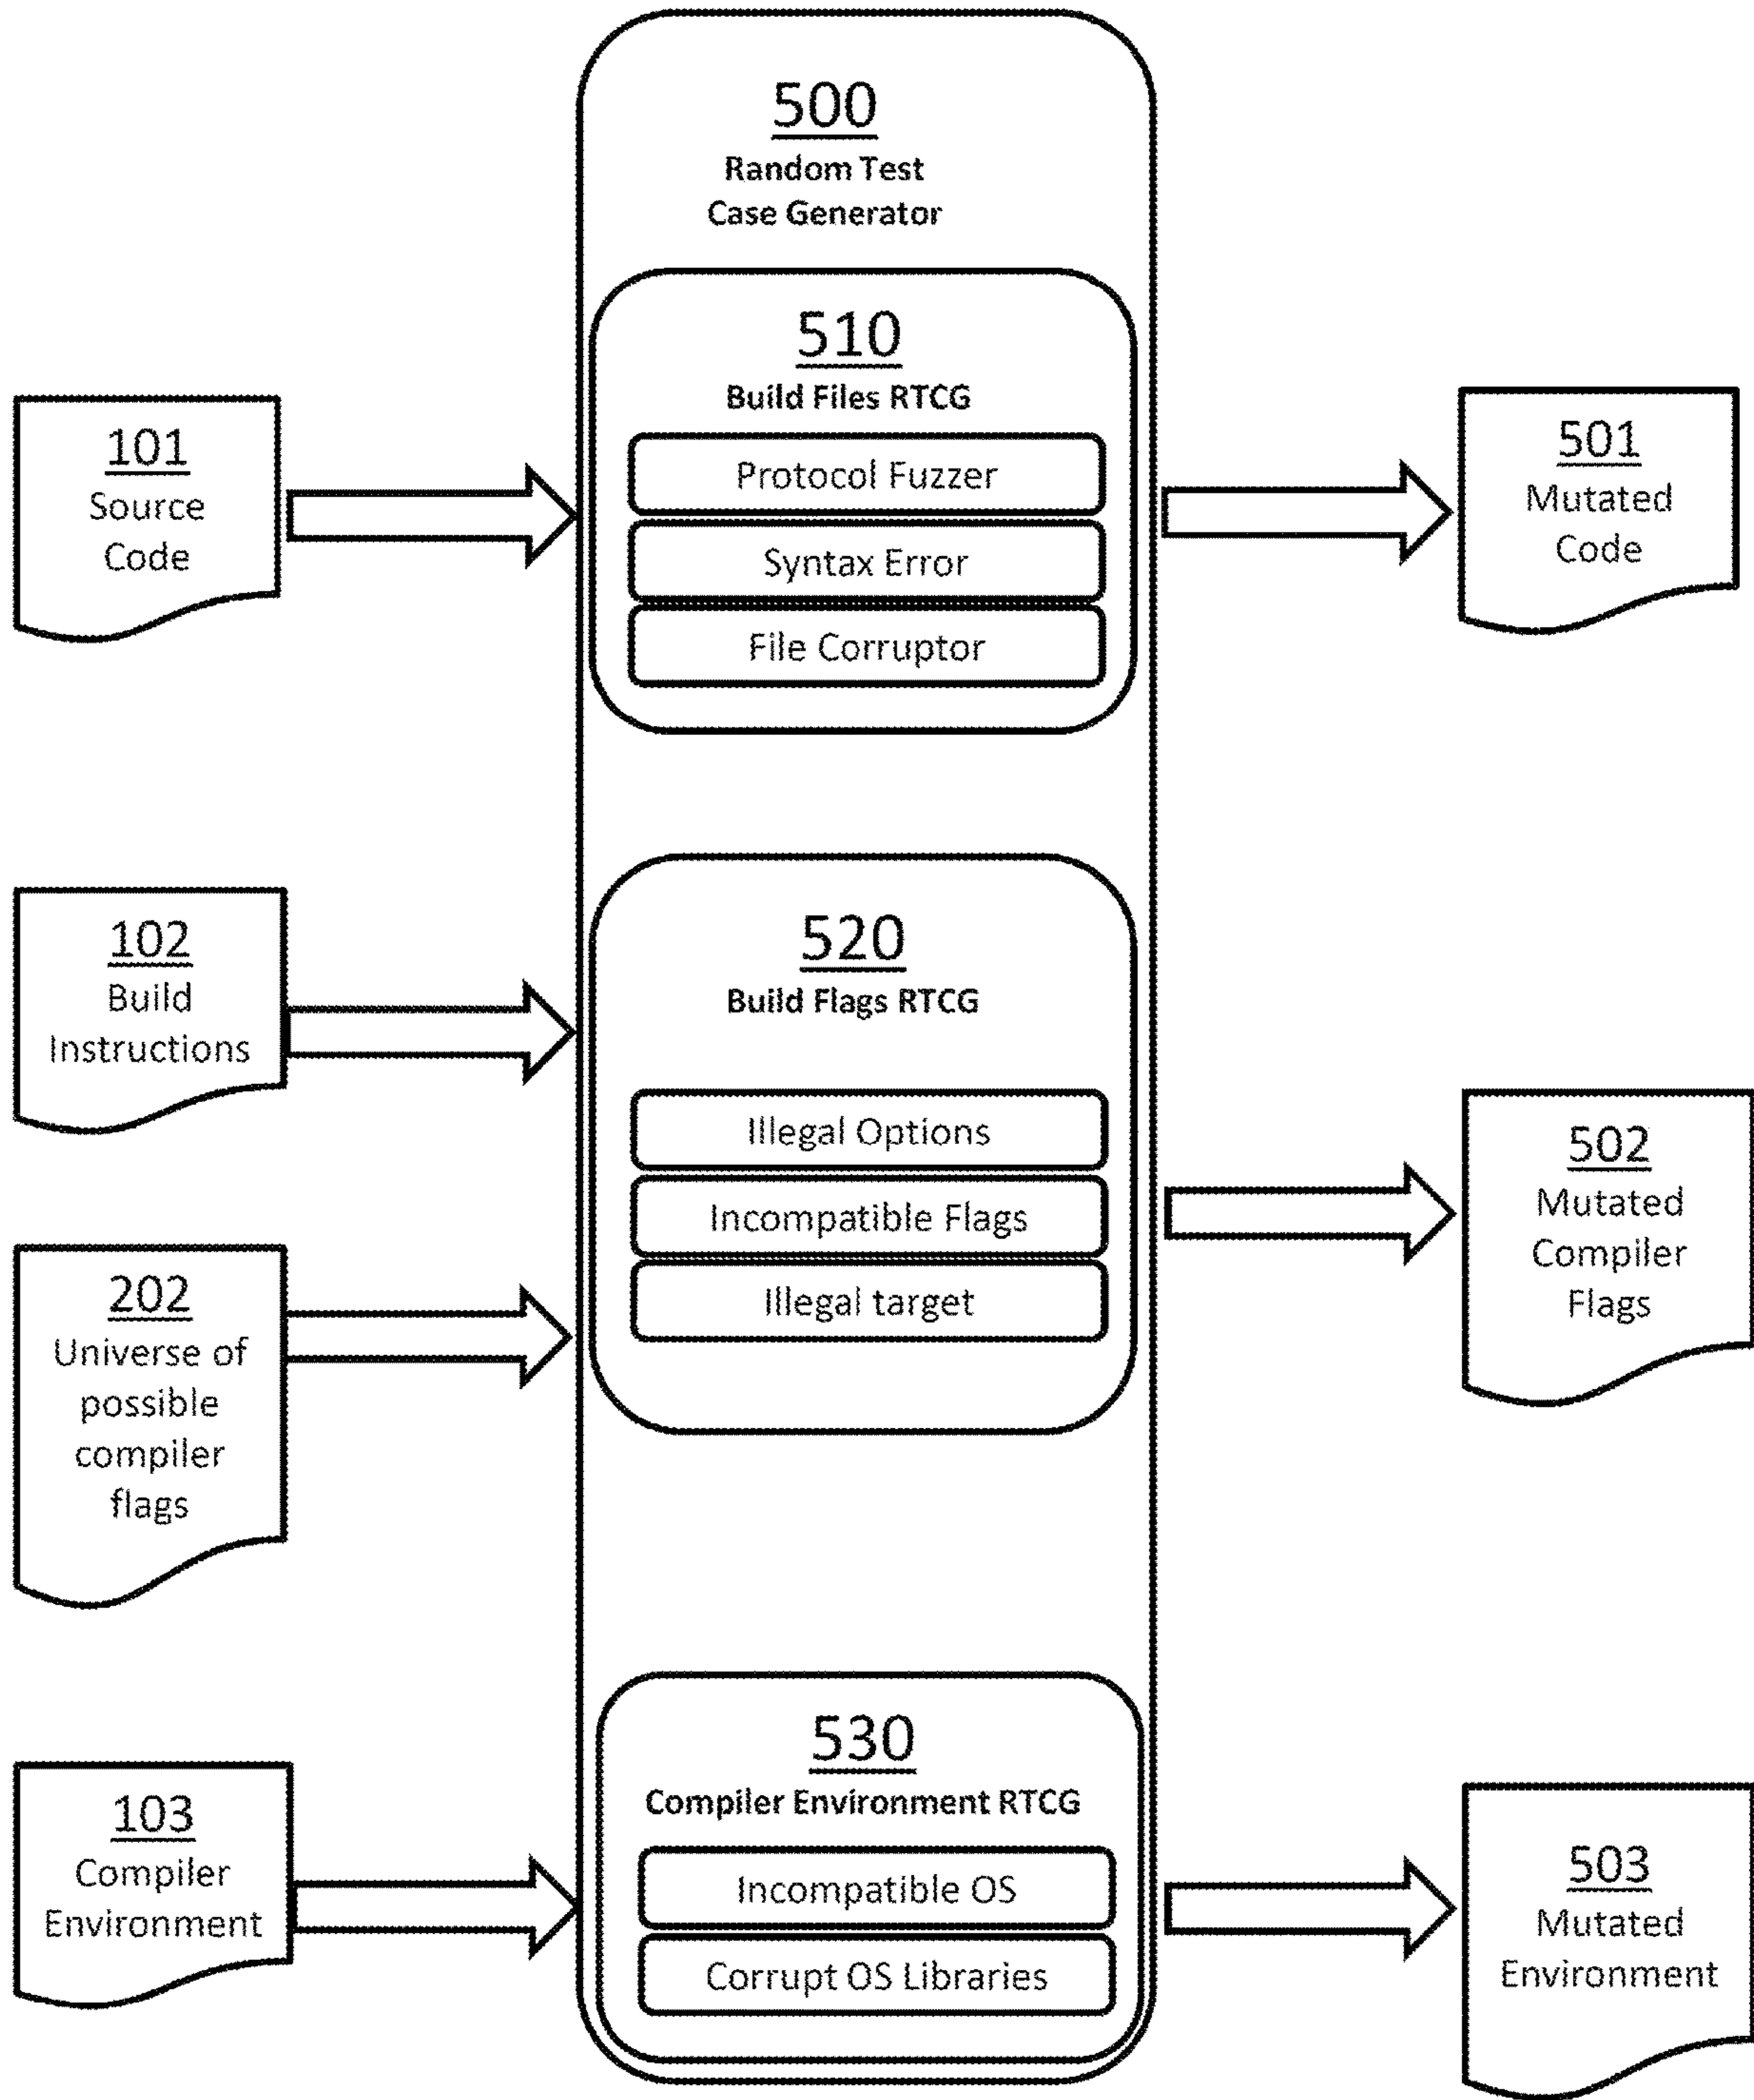 500
Random Test
Case Generator
510
Build Files RTCG
Protocol Fuzzer
Syntax Error
File Corruptor
101
Source
Code
501
Mutated
Code
102
Build
Instructions
520
Build Flags RTCG
Illegal Options
Incompatible Flags
Illegal target
202
Universe of
possible
compiler
flags
502
Mutated
Compiler
Flags
103
Compiler
Environment
530
Compiler Environment RTCG
Incompatible OS
Corrupt OS Libraries
503
Mutated
Environment